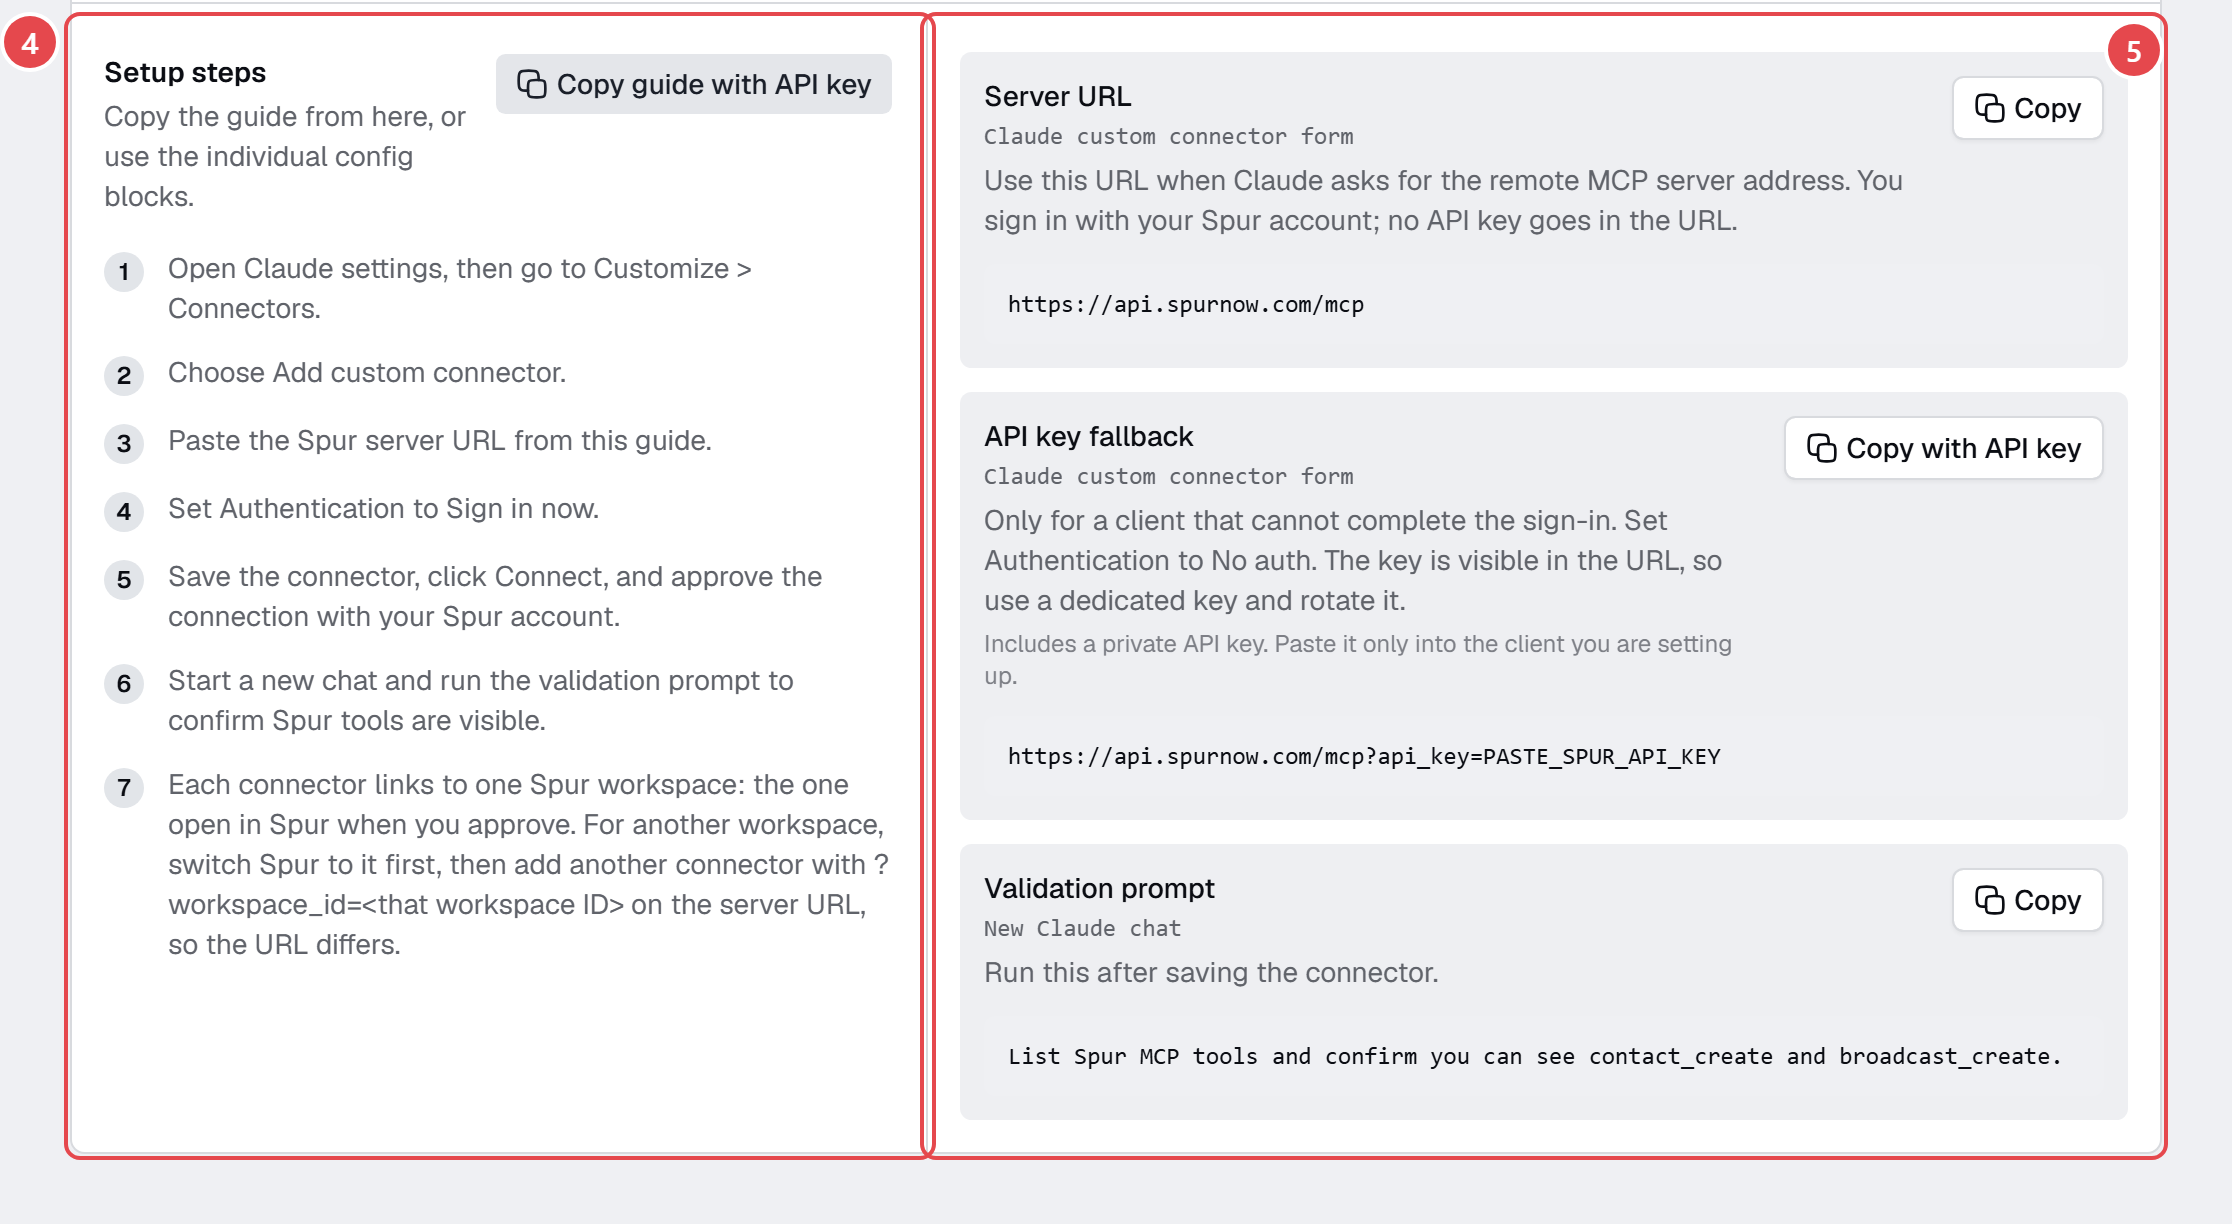 4
Setup steps
Copy guide with API key
Copy the guide from here, or
use the individual config
blocks.
1
Open Claude settings, then go to Customize >
Connectors.
2
Choose Add custom connector.
3
Paste the Spur server URL from this guide.
4
Set Authentication to Sign in now.
5
Save the connector, click Connect, and approve the
connection with your Spur account.
6
Start a new chat and run the validation prompt to
confirm Spur tools are visible.
7
Each connector links to one Spur workspace: the one
open in Spur when you approve. For another workspace,
switch Spur to it first, then add another connector with ?
workspace_id=<that workspace ID> on the server URL,
so the URL differs.
5
Server URL
Copy
Claude custom connector form
Use this URL when Claude asks for the remote MCP server address. You
sign in with your Spur account; no API key goes in the URL.
https://api.spurnow.com/mcp
API key fallback
Copy with API key
Claude custom connector form
Only for a client that cannot complete the sign-in. Set
Authentication to No auth. The key is visible in the URL, so
use a dedicated key and rotate it.
Includes a private API key. Paste it only into the client you are setting
up.
https://api.spurnow.com/mcp?api_key=PASTE_SPUR_API_KEY
Validation prompt
Copy
New Claude chat
Run this after saving the connector.
List Spur MCP tools and confirm you can see contact_create and broadcast_create.